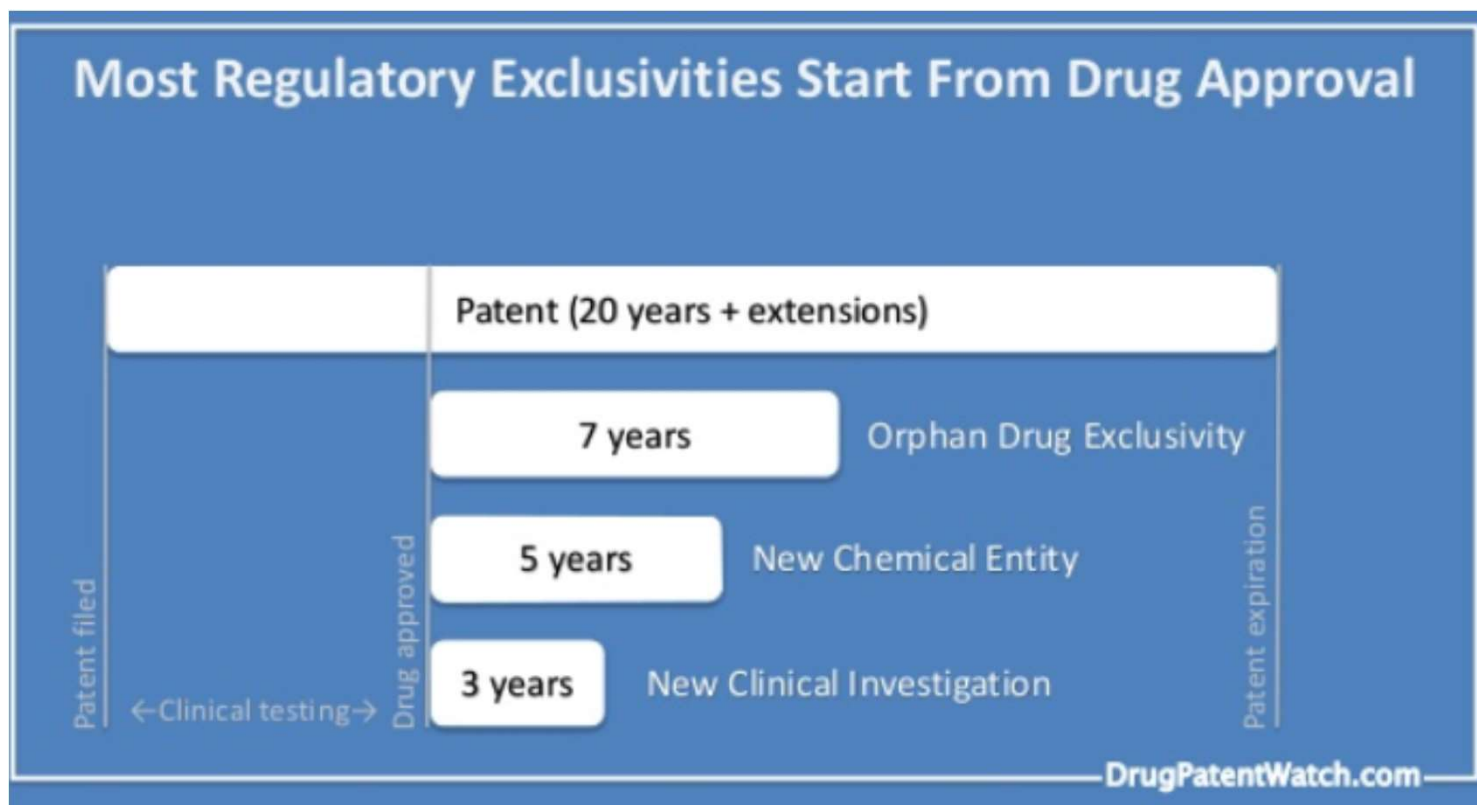 Most Regulatory Exclusivities Start From Drug Approval
Patent (20 years + extensions)
7 years
Orphan Drug Exclusivity
5 years
New Chemical Entity
3 years
New Clinical Investigation
Patent filed
←Clinical testing→
Drug approved
Patent expiration
DrugPatentWatch.com